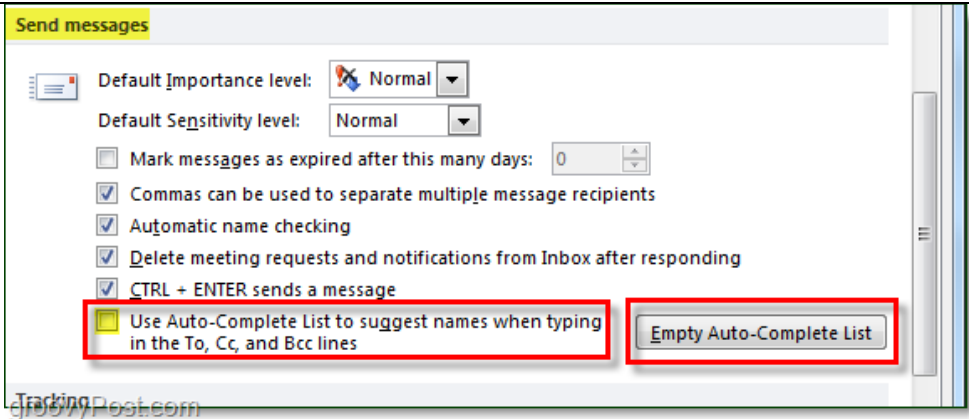 Send messages
Default Importance level: Normal
Default Sensitivity level: Normal
Mark messages as expired after this many days: 0
Commas can be used to separate multiple message recipients
Automatic name checking
Delete meeting requests and notifications from Inbox after responding
CTRL + ENTER sends a message
Use Auto-Complete List to suggest names when typing
in the To, Cc, and Bcc lines
Empty Auto-Complete List
Tracking
groovyPost.com